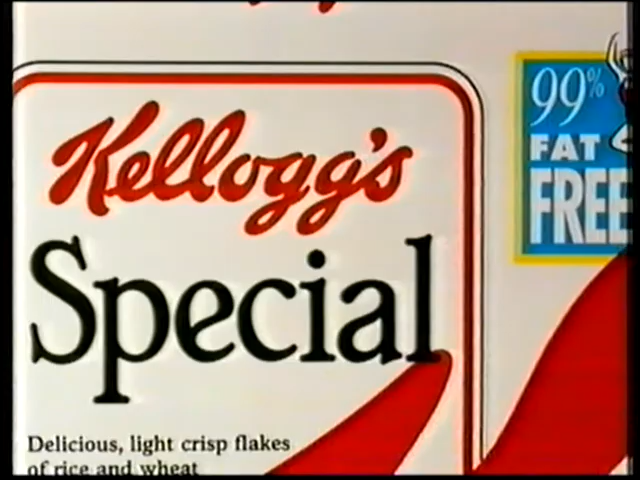 Kellogg's
Special
Delicious, light crisp flakes
of rice and wheat
99%
FAT
FREE